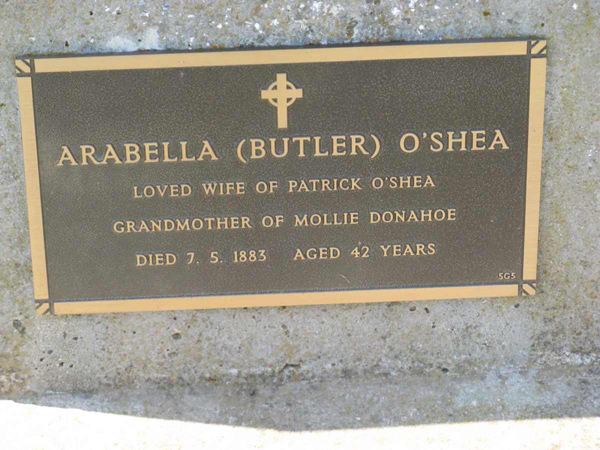 ARABELLA (BUTLER) O'SHEA
LOVED WIFE OF PATRICK O'SHEA
GRANDMOTHER OF MOLLIE DONAHOE
DIED 7. 5. 1883 AGED 42 YEARS
SGS